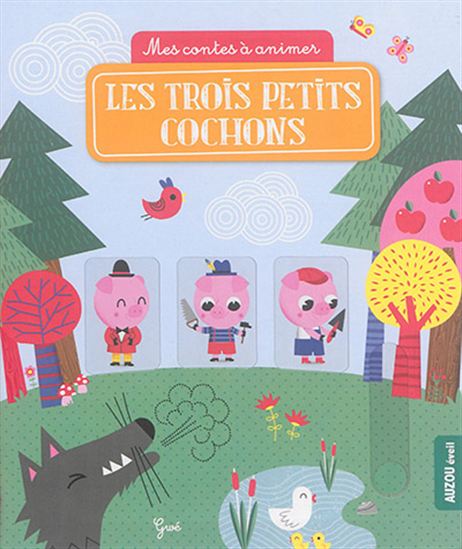 Mes contes à animer
LES TROIS PETITS
COCHONS
AUZOU éveil
Gwé